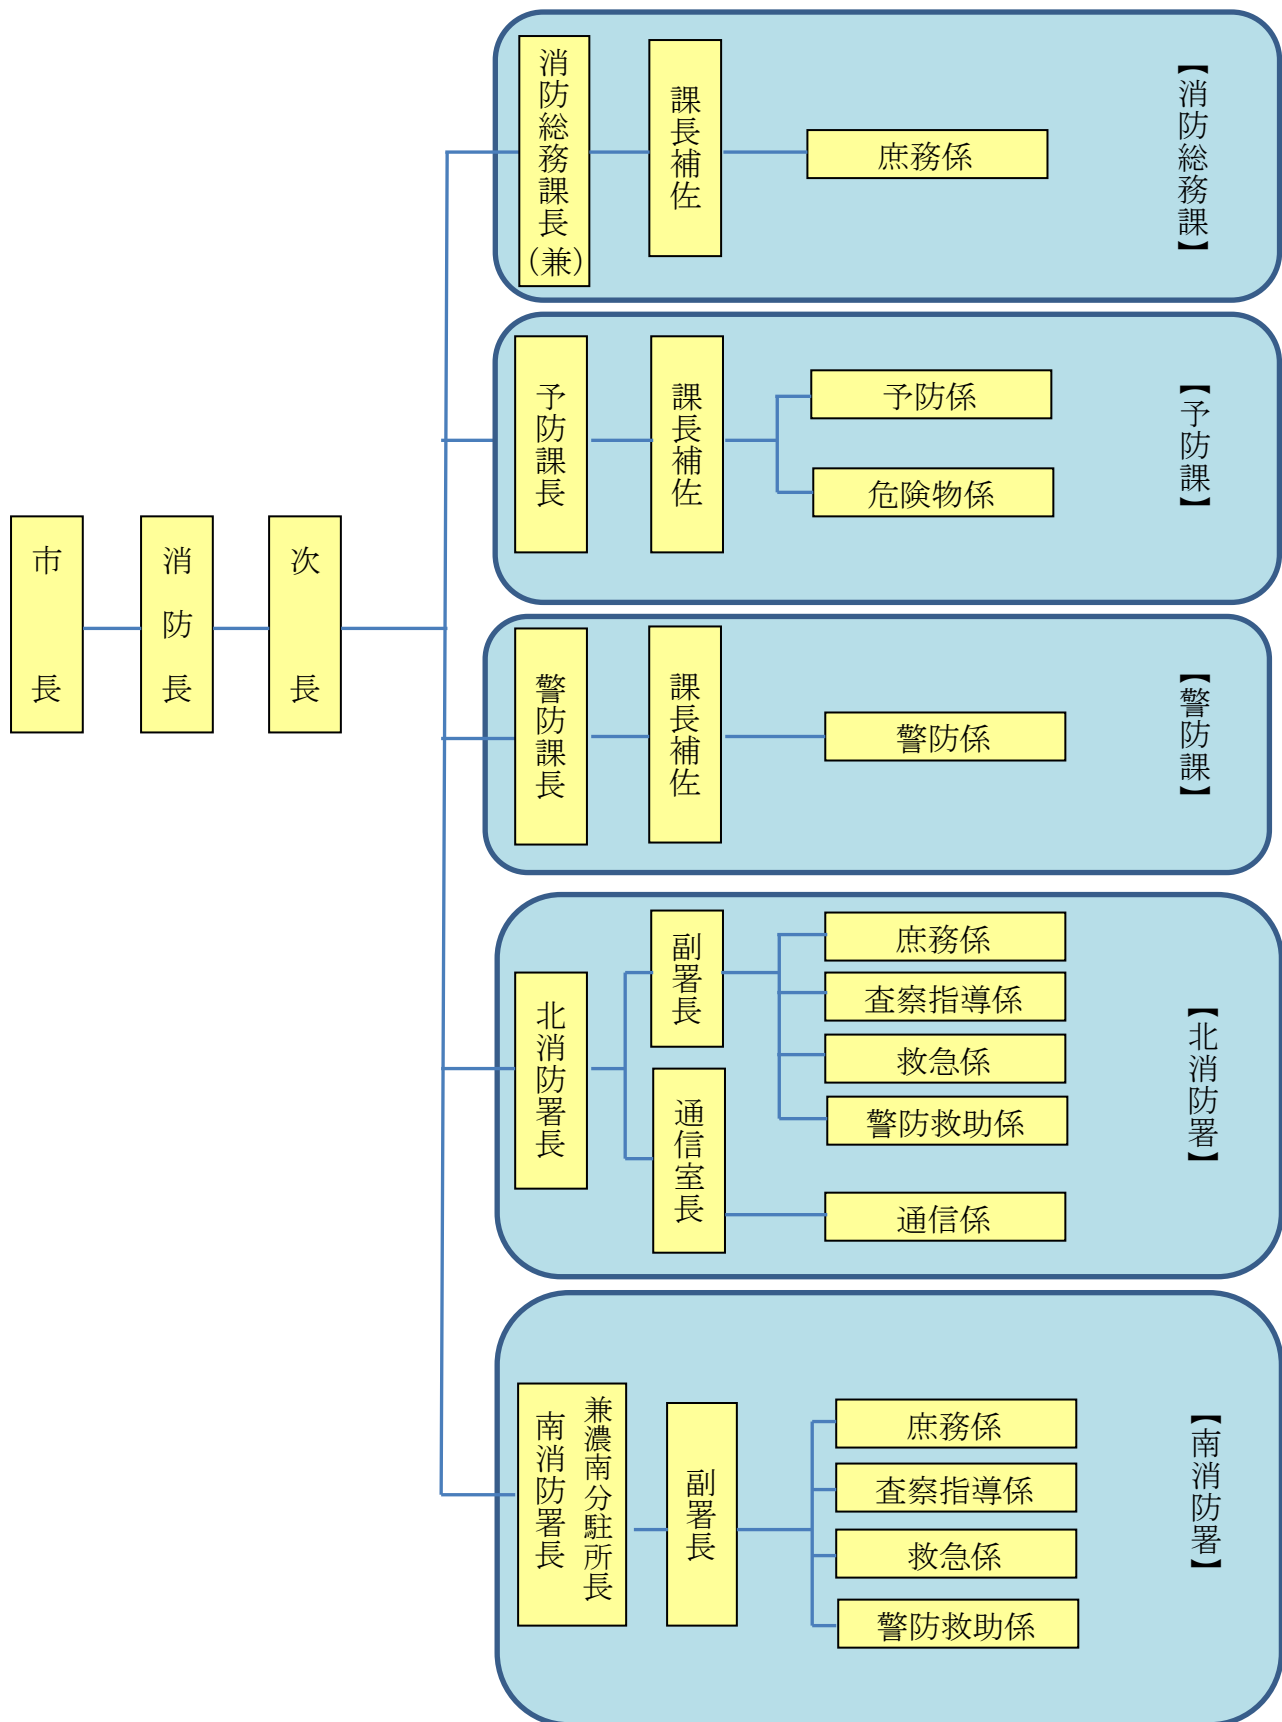 市長
消防長
次長
消防総務課長(兼)
課長補佐
庶務係
【消防総務課】
予防課長
課長補佐
予防係
危険物係
【予防課】
警防課長
課長補佐
警防係
【警防課】
北消防署長
副署長
庶務係
査察指導係
救急係
警防救助係
通信室長
通信係
【北消防署】
南消防署長
兼濃南分駐所長
副署長
庶務係
査察指導係
救急係
警防救助係
【南消防署】